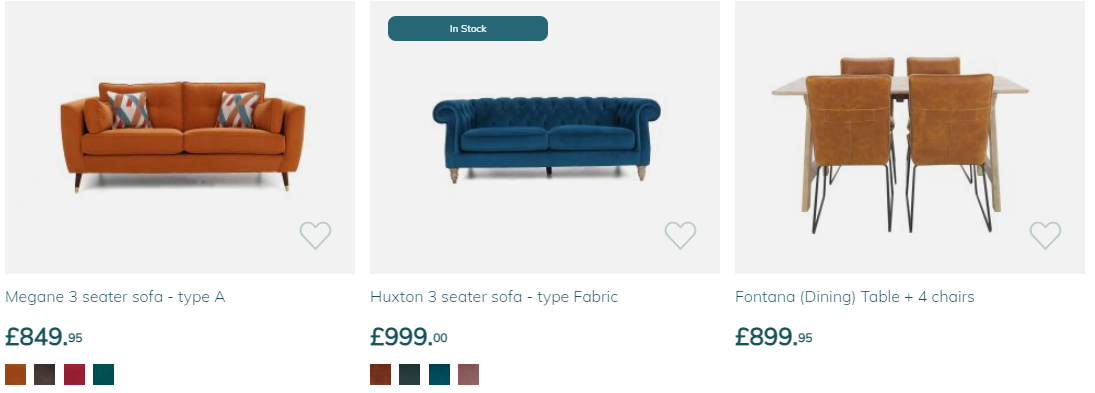 In Stock
Megane 3 seater sofa - type A
£849.95
Huxton 3 seater sofa - type Fabric
£999.00
Fontana (Dining) Table + 4 chairs
£899.95